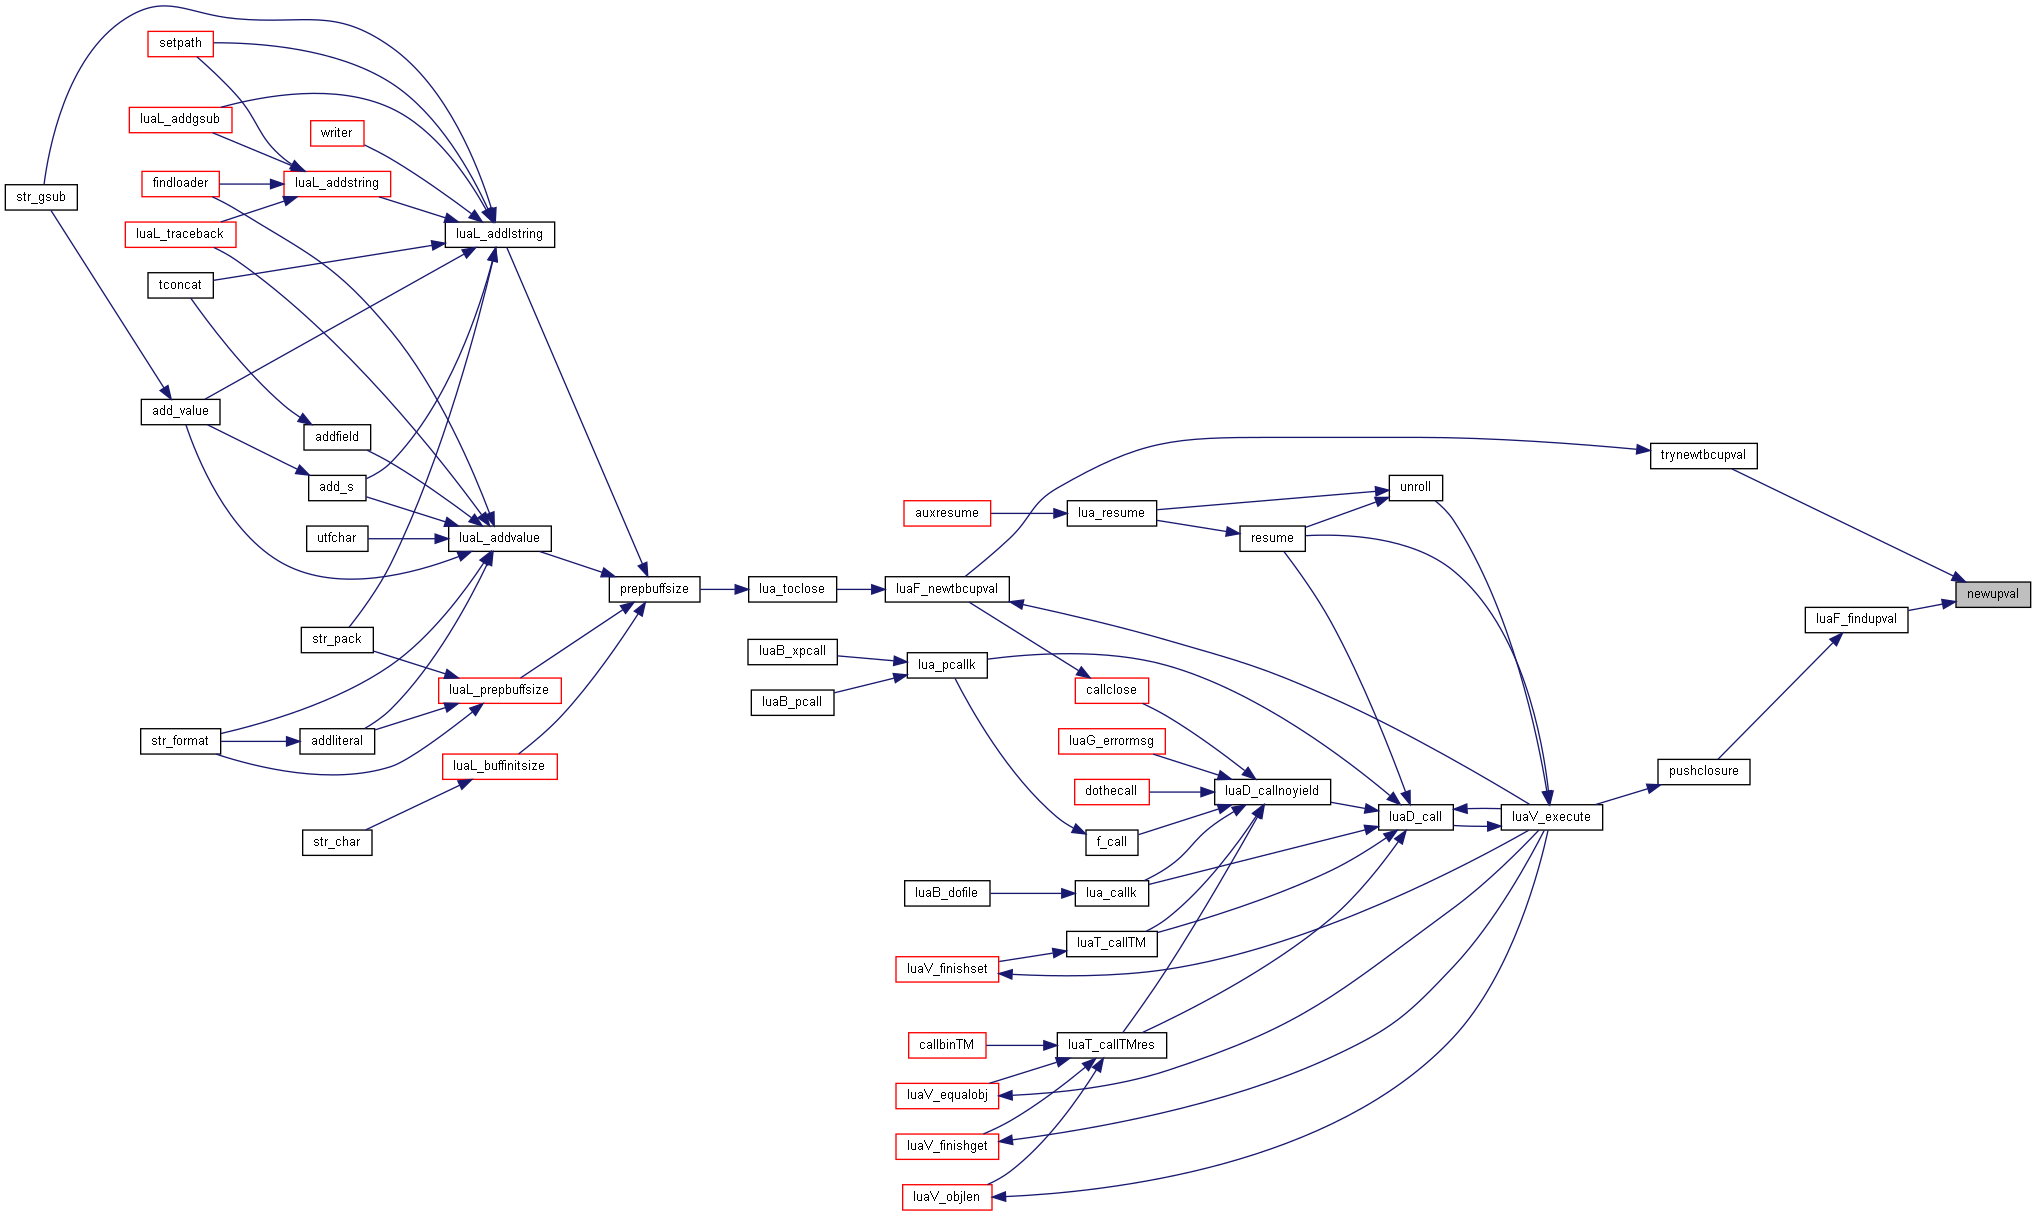 setpath
luaL_addgsub
writer
findloader
luaL_addstring
str_gsub
luaL_traceback
luaL_addlstring
tconcat
add_value
addfield
trynewtbcupval
add_s
unroll
auxresume
lua_resume
utfchar
luaL_addvalue
resume
prepbuffsize
lua_toclose
luaF_newtbcupval
newupval
luaF_findupval
str_pack
luaB_xpcall
lua_pcallk
luaL_prepbuffsize
callclose
luaB_pcall
str_format
addliteral
luaG_errormsg
luaL_buffinitsize
pushclosure
dothecall
luaD_callnoyield
luaD_call
luaV_execute
str_char
f_call
luaB_dofile
lua_callk
luaT_callTM
luaV_finishset
callbinTM
luaT_callTMres
luaV_equalobj
luaV_finishget
luaV_objlen